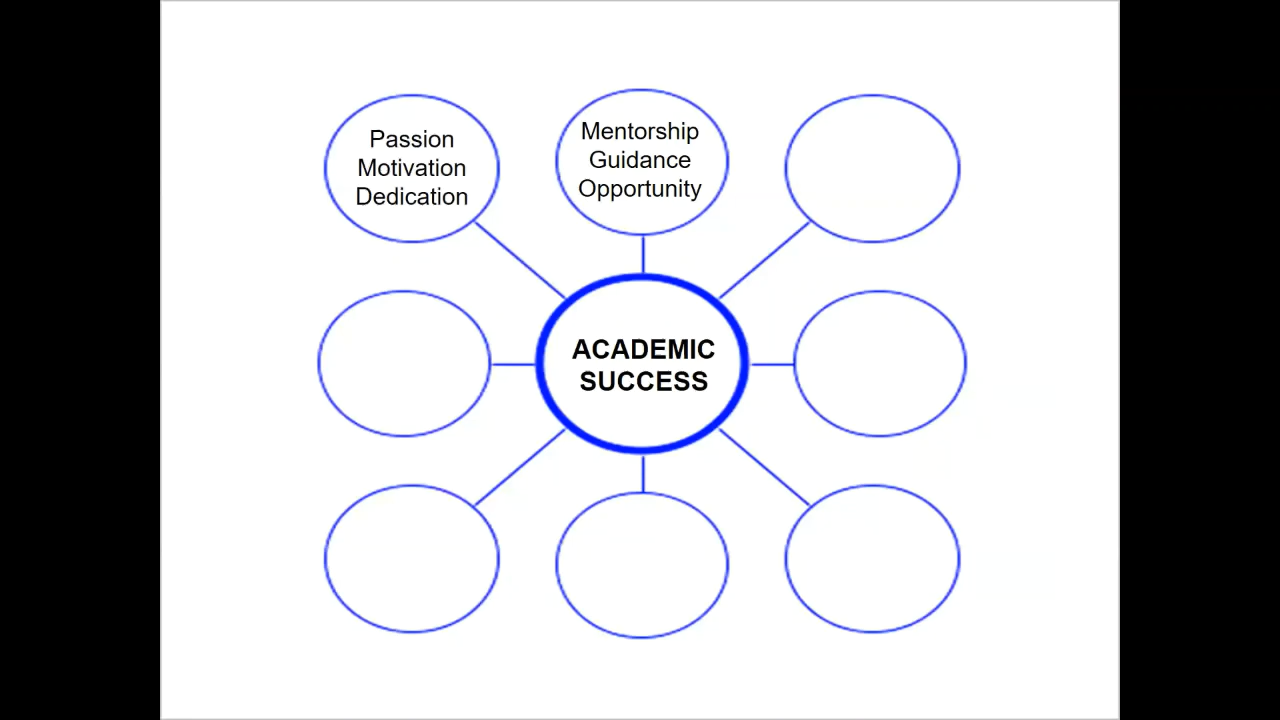 Passion
Motivation
Dedication
Mentorship
Guidance
Opportunity
ACADEMIC
SUCCESS